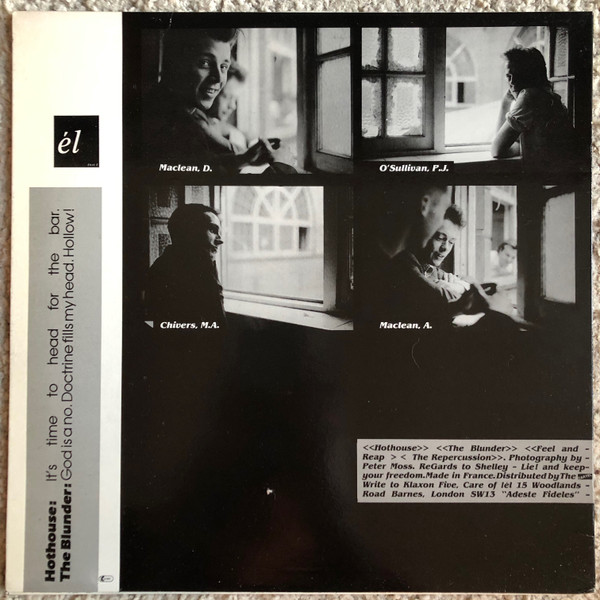 él
Maclean, D.
O'Sullivan, P.J.
Chivers, M.A.
Maclean, A.
Hothouse: It's time to head for the bar.
The Blunder: God is a no. Doctrine fills my head. Hollow!
<<Hothouse>> <<The Blunder>> <<Feel and -
Reap > < The Repercussion>>. Photography by -
Peter Moss. ReGards to Shelley - Lie! and keep-
your freedom.Made in France.Distributed byThe
Write to Klaxon Five, Care of íèl 15 Woodlands -
Road Barnes, London SW13 "Adeste Fideles" -